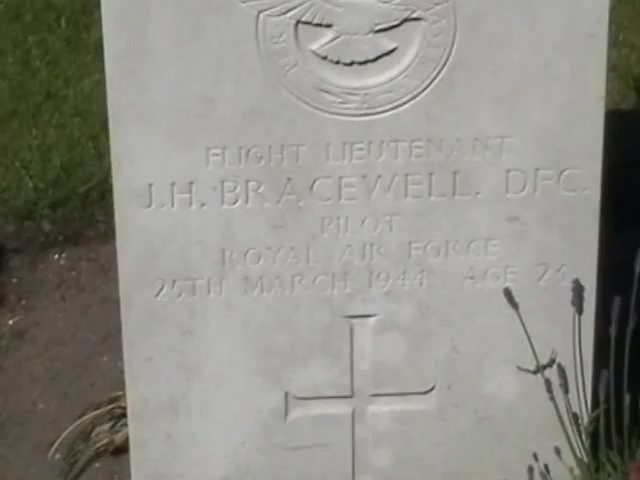 FLIGHT LIEUTENANT
J.H. BRACEWELL. DFC.
PILOT
ROYAL AIR FORCE
25TH MARCH 1944 AGE